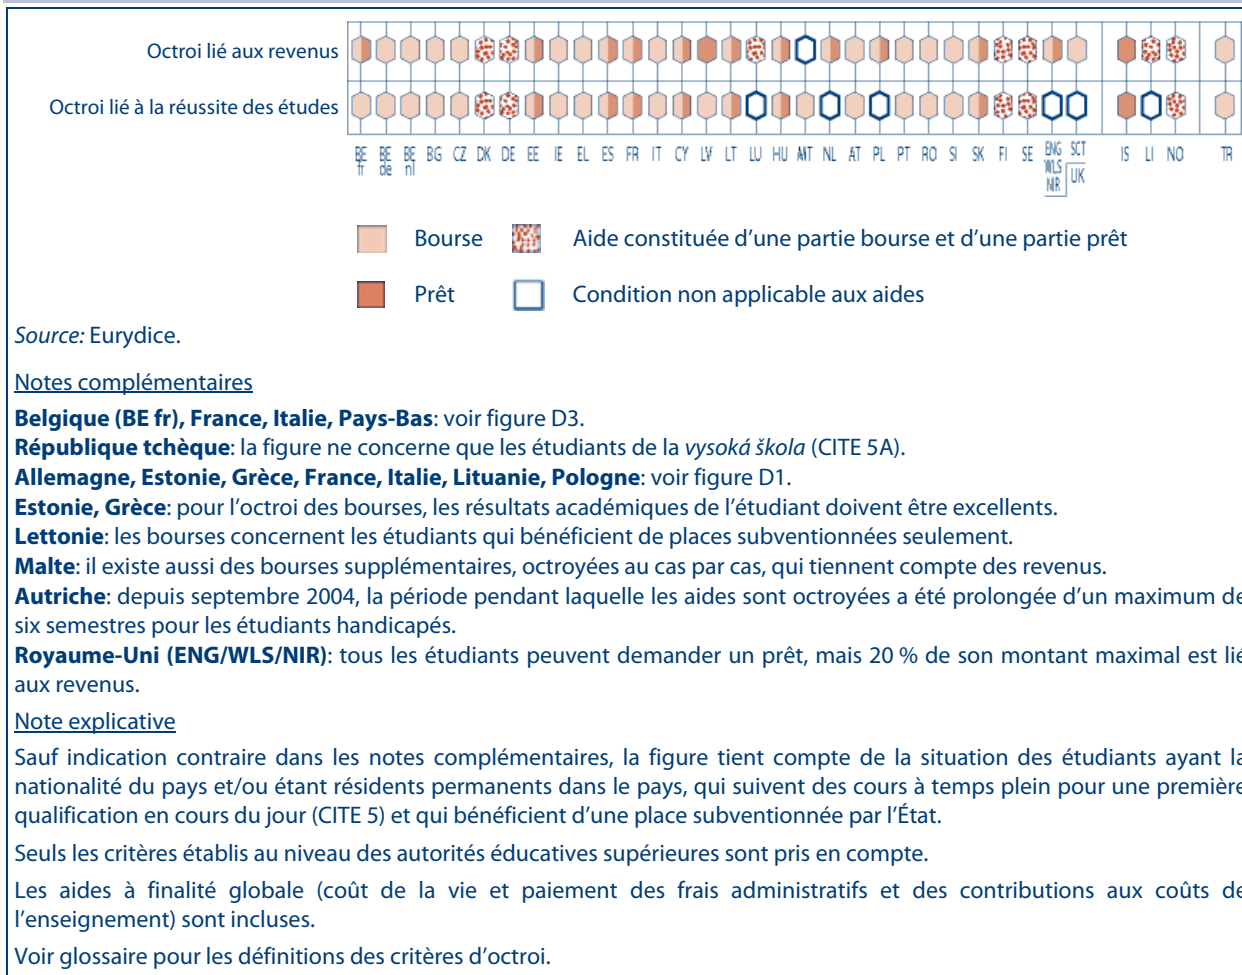 Octroi lié aux revenus
Octroi lié à la réussite des études
BE fr BE de BE nl BG CZ DK DE EE IE EL ES FR IT CY LV LT LU HU MT NL AT PL PT RO SI SK FI SE ENG WLS NIR SCT UK IS LI NO TR
Bourse Aide constituée d'une partie bourse et d'une partie prêt
Prêt Condition non applicable aux aides
Source: Eurydice.
Notes complémentaires
Belgique (BE fr), France, Italie, Pays-Bas: voir figure D3.
République tchèque: la figure ne concerne que les étudiants de la vysoká škola (CITE 5A).
Allemagne, Estonie, Grèce, France, Italie, Lituanie, Pologne: voir figure D1.
Estonie, Grèce: pour l'octroi des bourses, les résultats académiques de l'étudiant doivent être excellents.
Lettonie: les bourses concernent les étudiants qui bénéficient de places subventionnées seulement.
Malte: il existe aussi des bourses supplémentaires, octroyées au cas par cas, qui tiennent compte des revenus.
Autriche: depuis septembre 2004, la période pendant laquelle les aides sont octroyées a été prolongée d'un maximum de
six semestres pour les étudiants handicapés.
Royaume-Uni (ENG/WLS/NIR): tous les étudiants peuvent demander un prêt, mais 20 % de son montant maximal est lié
aux revenus.
Note explicative
Sauf indication contraire dans les notes complémentaires, la figure tient compte de la situation des étudiants ayant la
nationalité du pays et/ou étant résidents permanents dans le pays, qui suivent des cours à temps plein pour une première
qualification en cours du jour (CITE 5) et qui bénéficient d'une place subventionnée par l'État.
Seuls les critères établis au niveau des autorités éducatives supérieures sont pris en compte.
Les aides à finalité globale (coût de la vie et paiement des frais administratifs et des contributions aux coûts de
l'enseignement) sont incluses.
Voir glossaire pour les définitions des critères d'octroi.